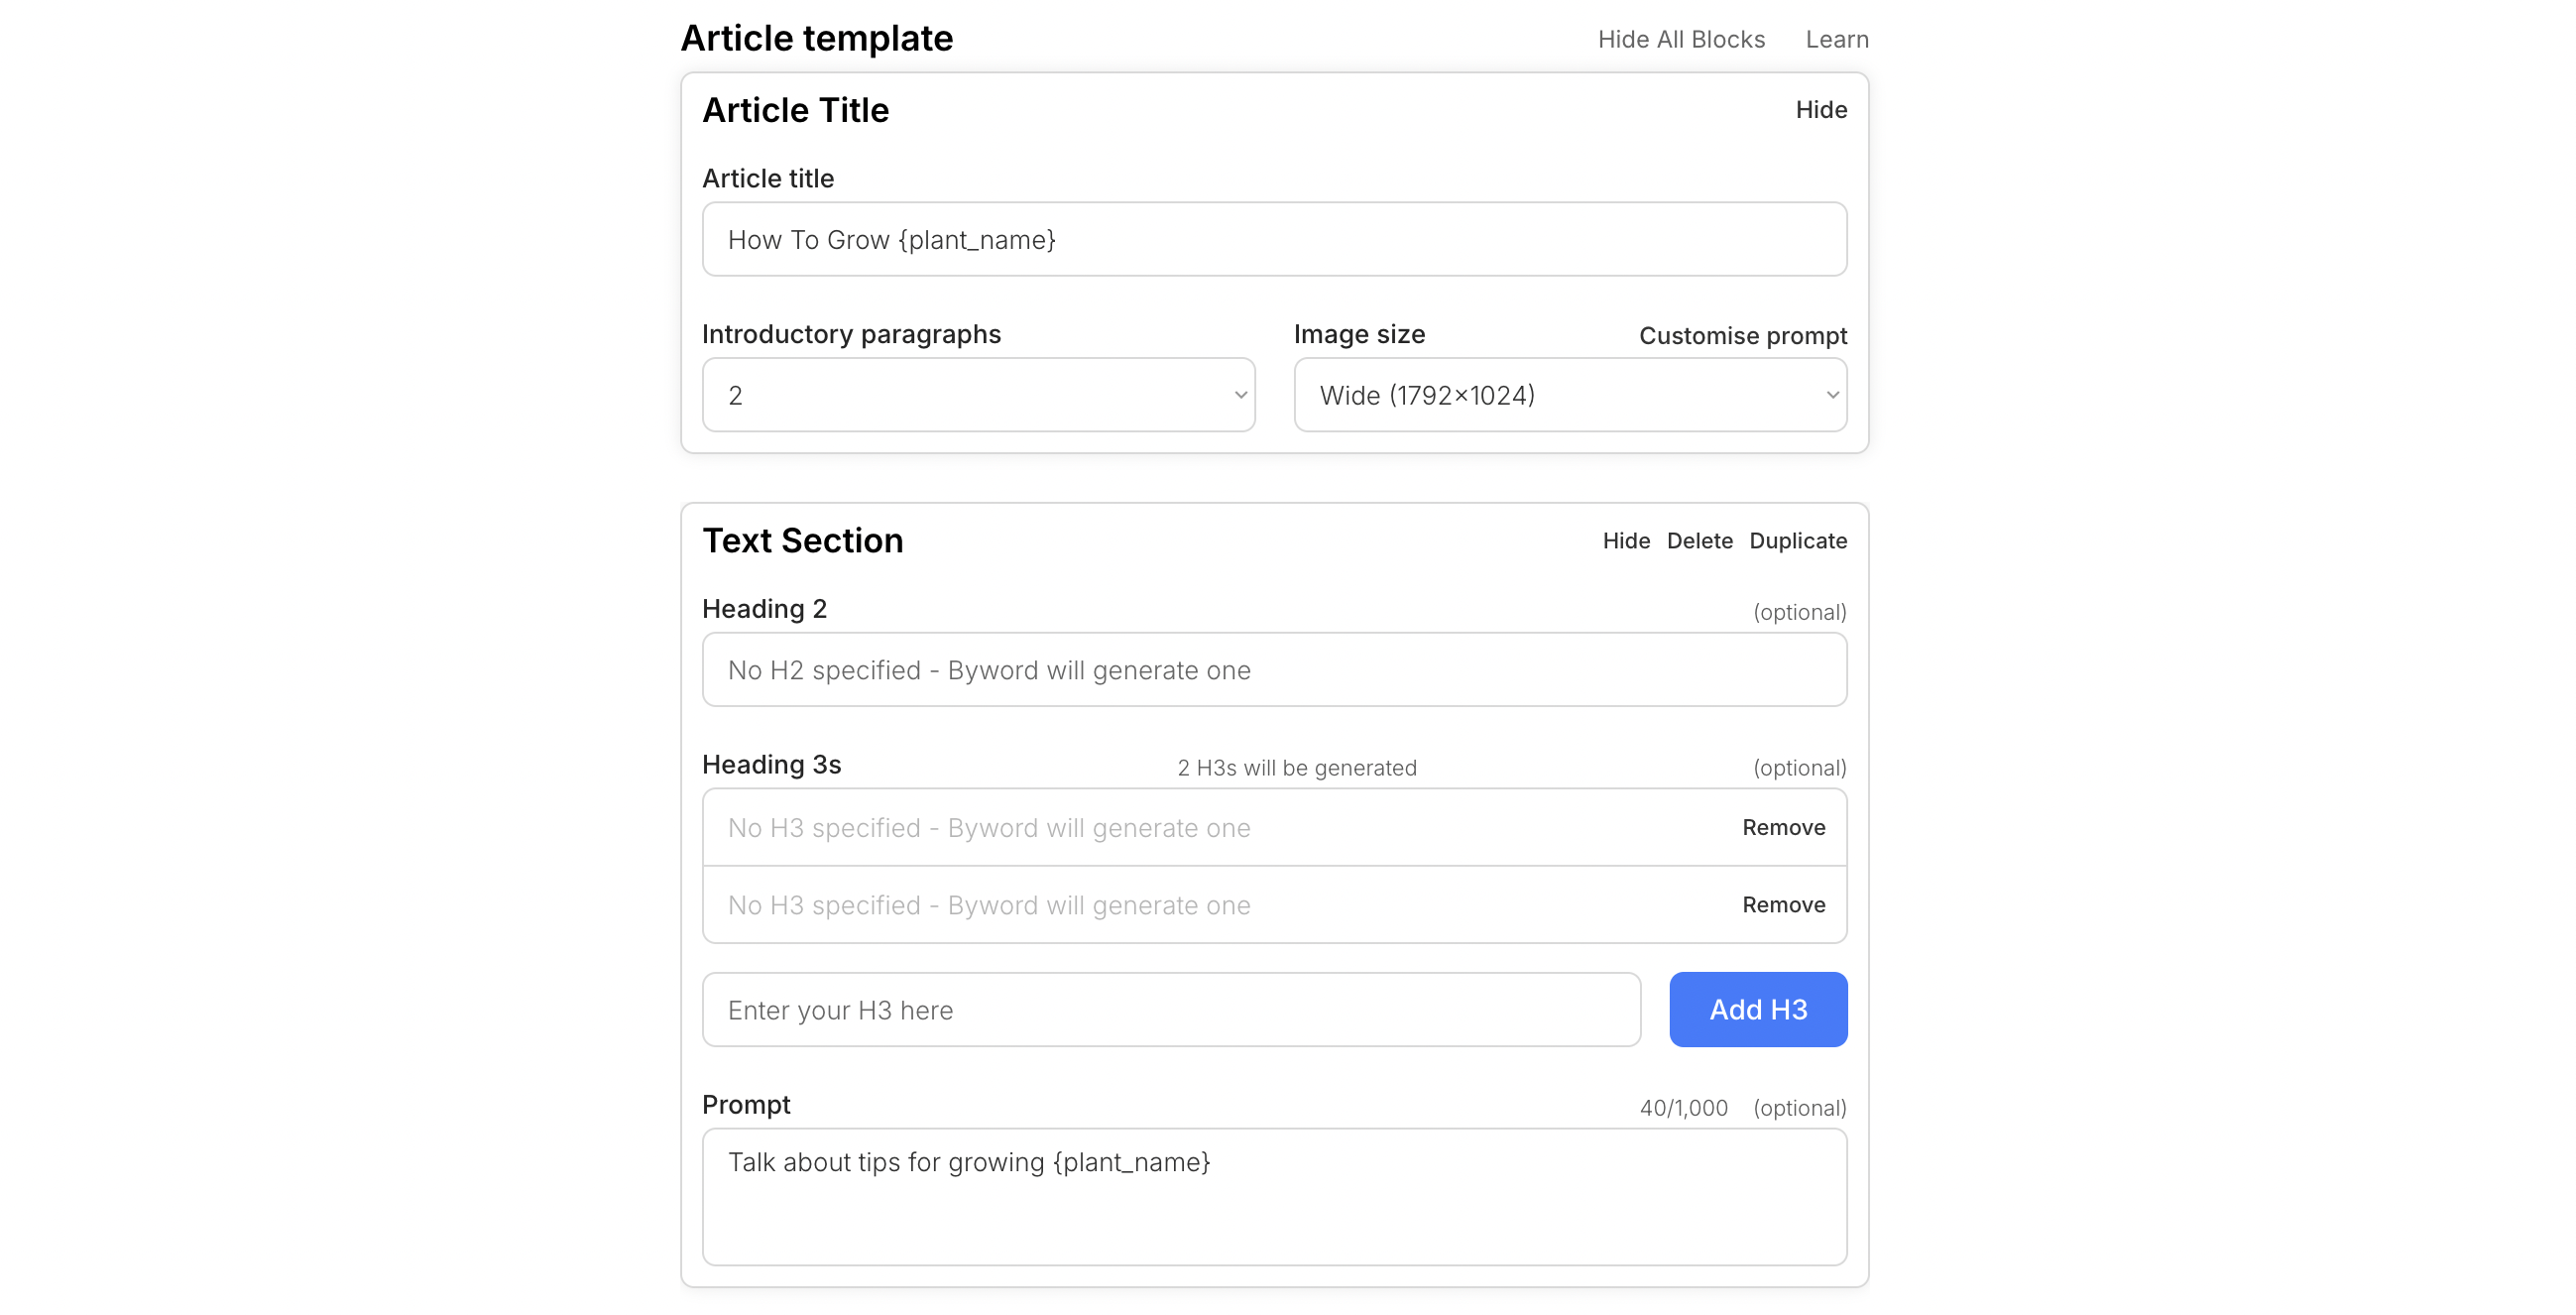 Article template Hide All Blocks Learn
Article Title Hide
Article title
How To Grow {plant_name}
Introductory paragraphs Image size Customise prompt
2 Wide (1792×1024)
Text Section Hide Delete Duplicate
Heading 2 (optional)
No H2 specified - Byword will generate one
Heading 3s 2 H3s will be generated (optional)
No H3 specified - Byword will generate one Remove
No H3 specified - Byword will generate one Remove
Enter your H3 here Add H3
Prompt 40/1,000 (optional)
Talk about tips for growing {plant_name}